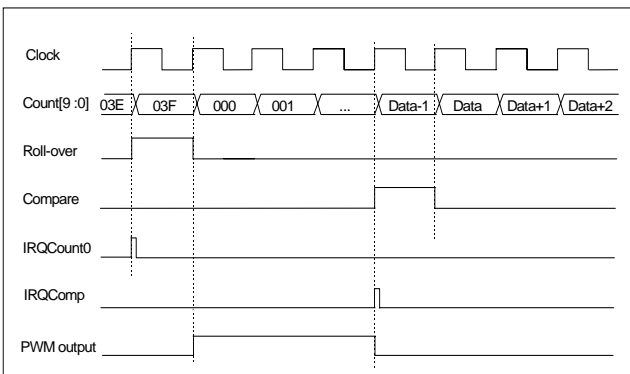 Clock
Count[9 :0] 03E 03F 000 001 ... Data-1 Data Data+1 Data+2
Roll-over
Compare
IRQCount0
IRQComp
PWM output